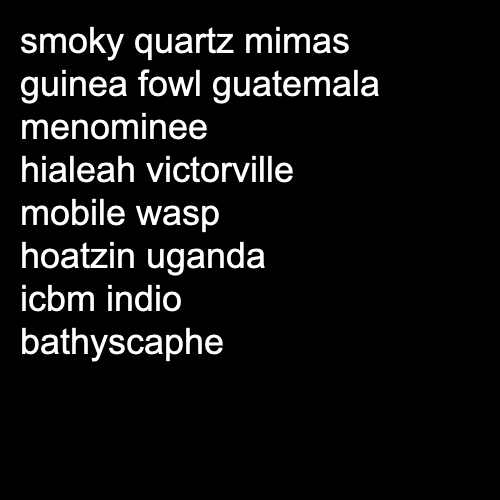 smoky quartz mimas
guinea fowl guatemala
menominee
hialeah victorville
mobile wasp
hoatzin uganda
icbm indio
bathyscaphe